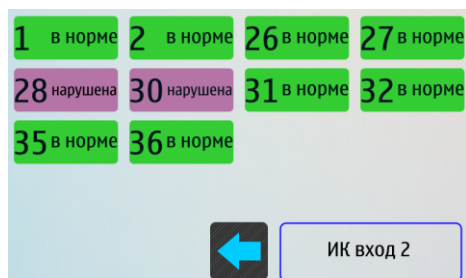 1 в норме 2 в норме 26 в норме 27 в норме
28 нарушена 30 нарушена 31 в норме 32 в норме
35 в норме 36 в норме
ИК вход 2